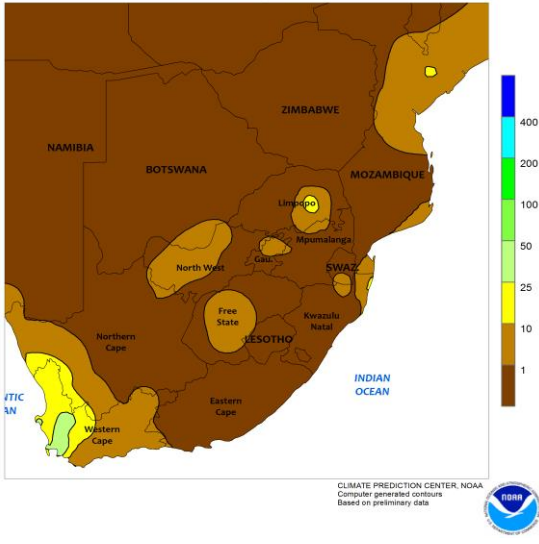 ZIMBABWE
NAMIBIA
BOTSWANA
MOZAMBIQUE
Limpopo
Mpumalanga
Gau.
North West
SWAZ.
Free
State
Kwazulu
Natal
LESOTHO
Northern
Cape
Eastern
Cape
Western
Cape
NTIC
AN
INDIAN
OCEAN
400
200
100
50
25
10
1
CLIMATE PREDICTION CENTER, NOAA
Computer generated contours
Based on preliminary data
NOAA